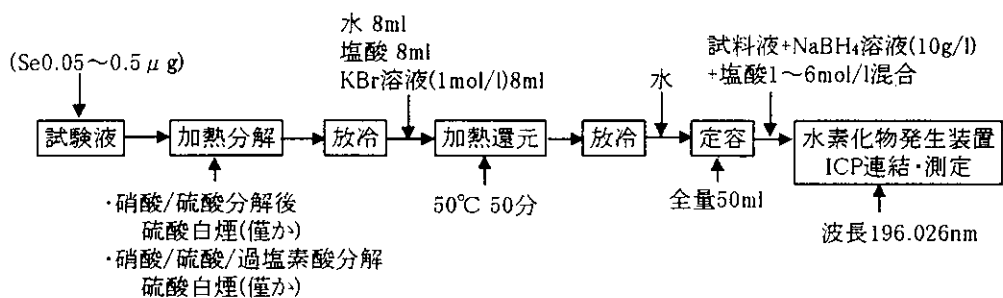 水 8ml
塩酸 8ml
KBr溶液(1mol/l)8ml
(Se0.05～0.5μg)
試料液+NaBH₄溶液(10g/l)
+塩酸1～6mol/l混合
水
試験液
加熱分解
放冷
加熱還元
放冷
定容
水素化物発生装置
ICP連結・測定
・硝酸/硫酸分解後
硫酸白煙(僅か)
・硝酸/硫酸/過塩素酸分解
硫酸白煙(僅か)
50℃ 50分
全量50ml
波長196.026nm